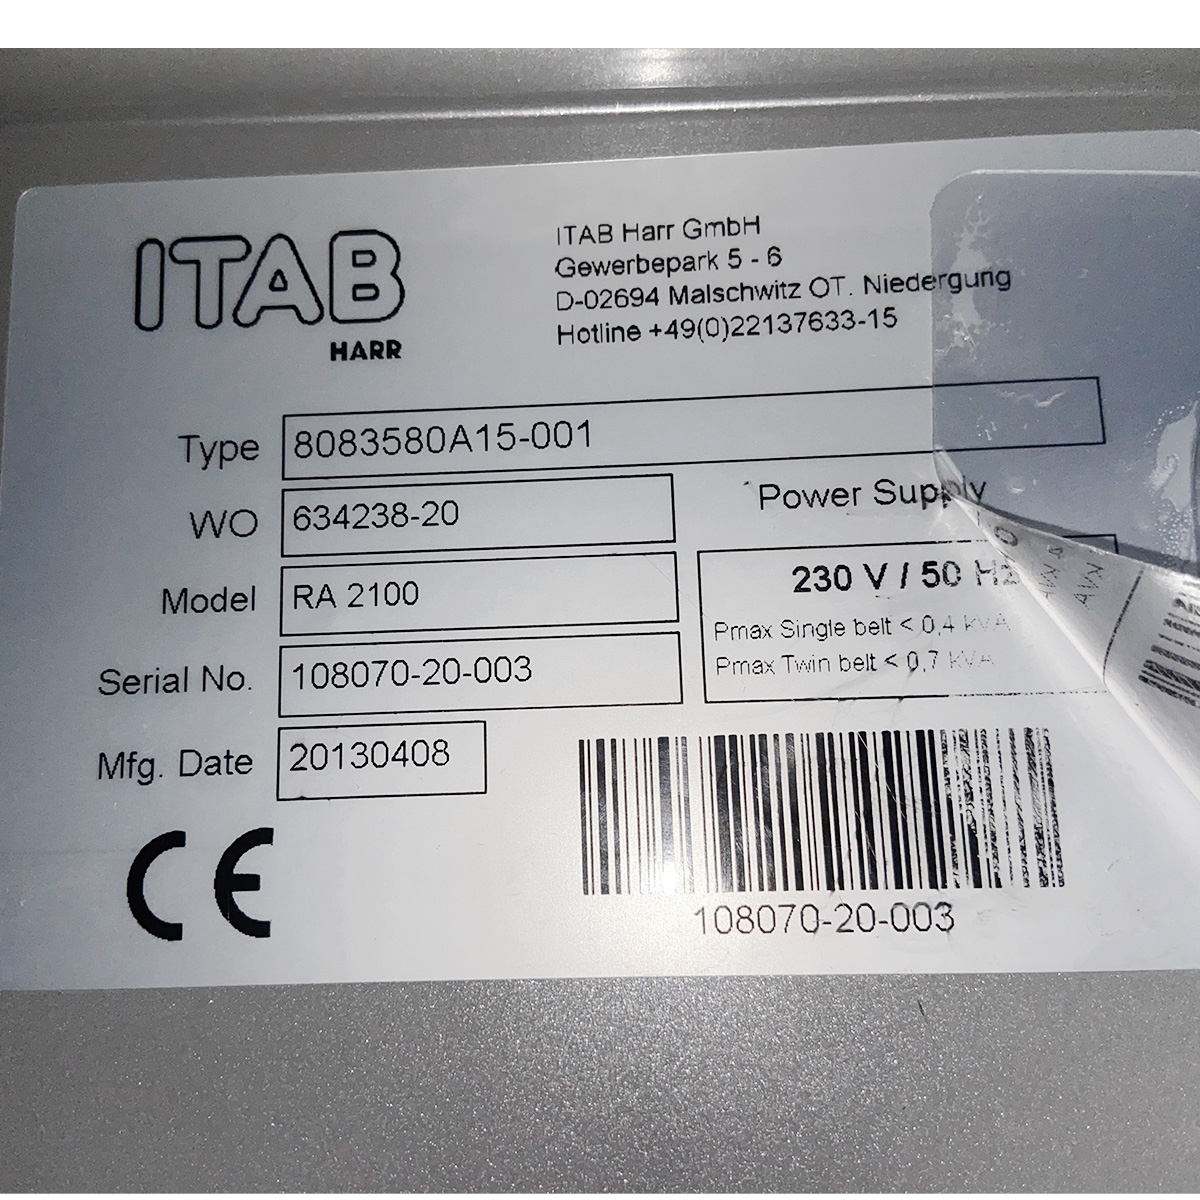 ITAB
HARR
ITAB Harr GmbH
Gewerbepark 5 - 6
D-02694 Malschwitz OT. Niedergung
Hotline +49(0)22137633-15
Type 8083580A15-001
WO 634238-20
Power Supply
Model RA 2100
230 V / 50 Hz
Pmax Single belt < 0,4 kVA
Pmax Twin belt < 0,7 kVA
Serial No. 108070-20-003
Mfg. Date 20130408
CE
108070-20-003